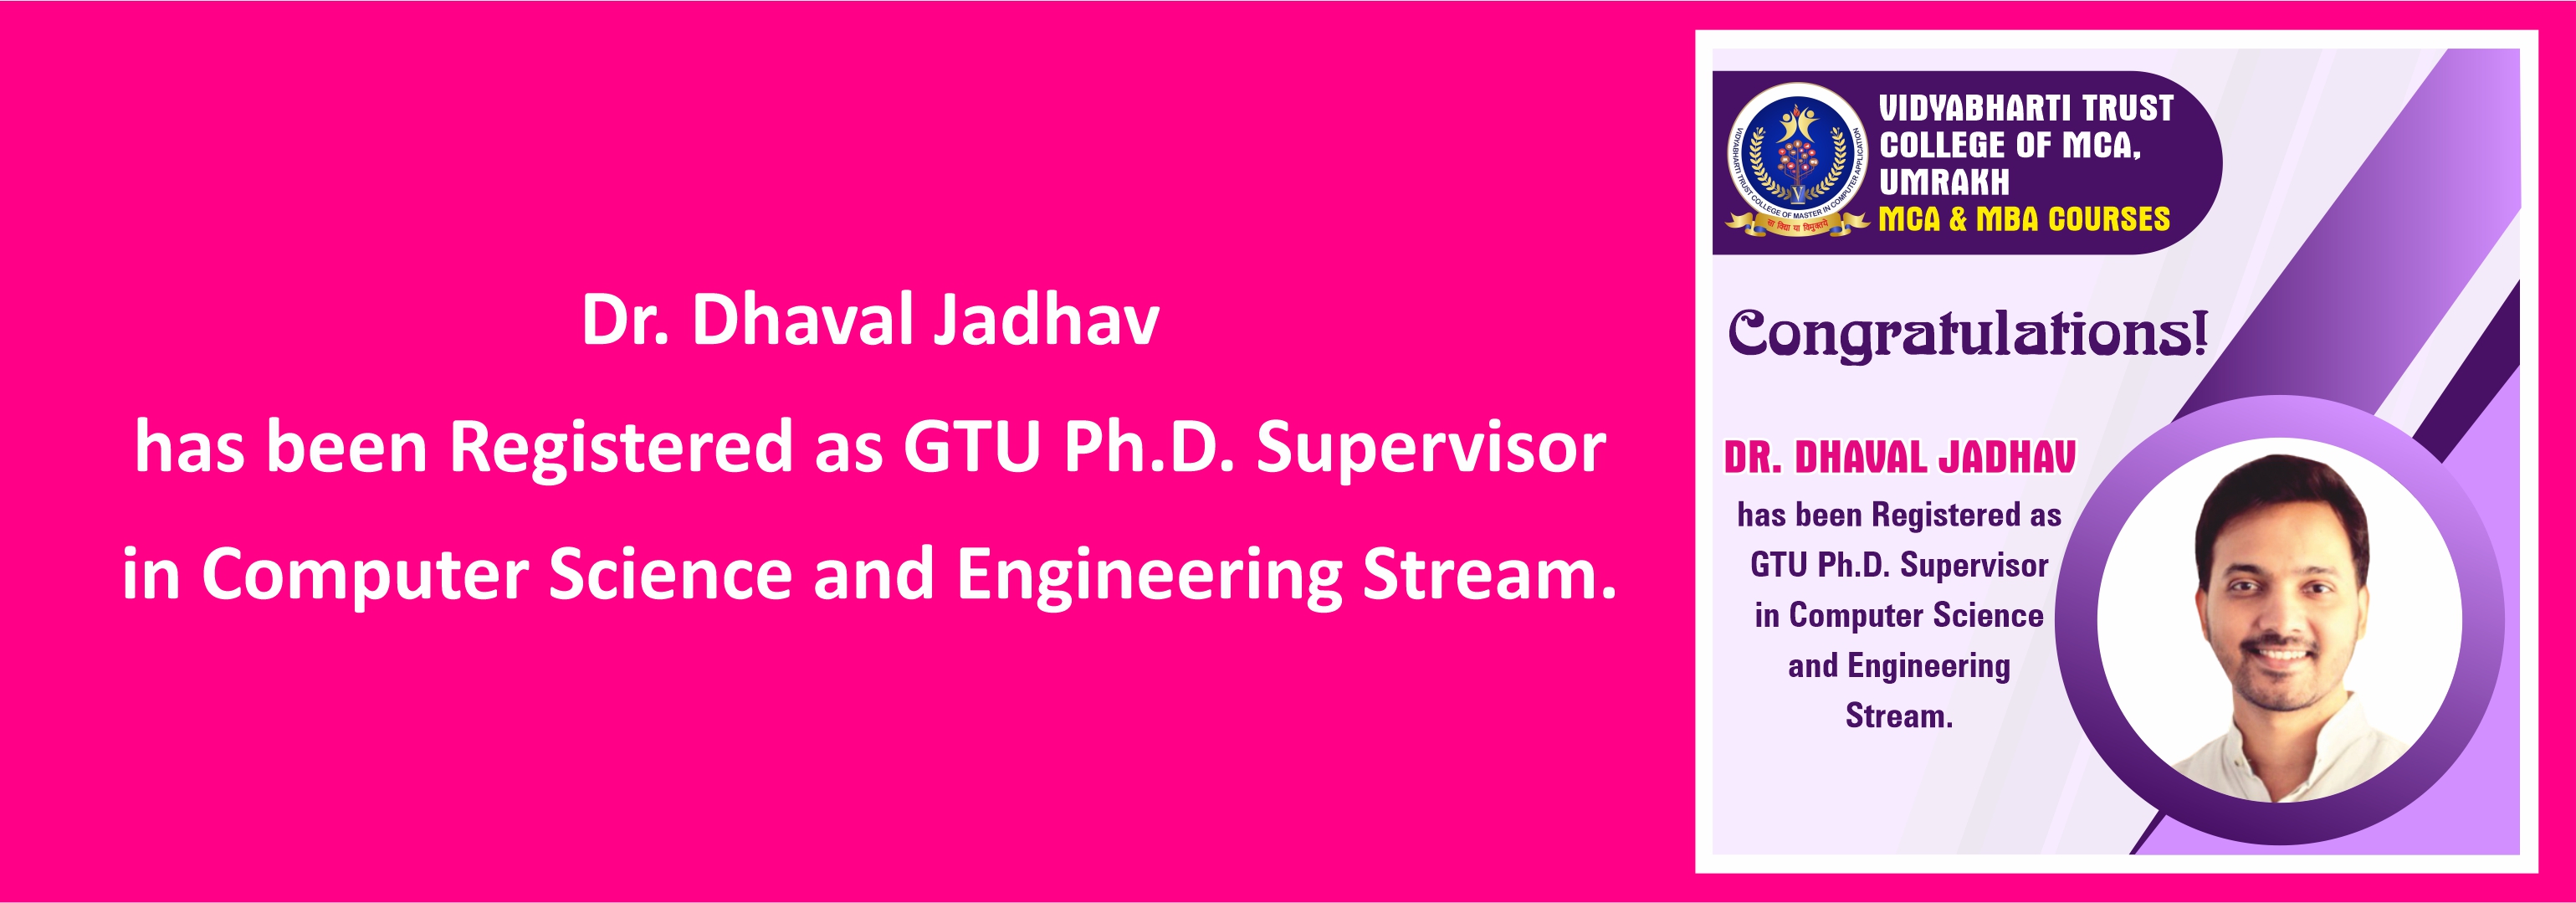 Dr. Dhaval Jadhav
has been Registered as GTU Ph.D. Supervisor
in Computer Science and Engineering Stream.
VIDYABHARTI TRUST COLLEGE OF MASTER IN COMPUTER APPLICATION
V
सा विद्या या विमुक्तये
VIDYABHARTI TRUST
COLLEGE OF MCA,
UMRAKH
MCA & MBA COURSES
Congratulations!
DR. DHAVAL JADHAV
has been Registered as
GTU Ph.D. Supervisor
in Computer Science
and Engineering
Stream.